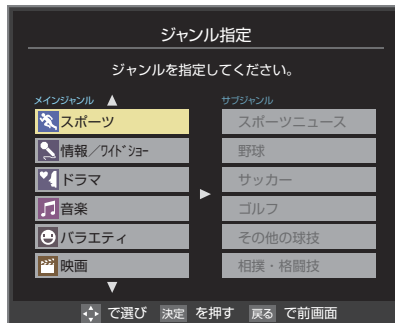 ジャンル指定
ジャンルを指定してください。
メインジャンル
スポーツ
情報／ワイドショー
ドラマ
音楽
バラエティ
映画
サブジャンル
スポーツニュース
野球
サッカー
ゴルフ
その他の球技
相撲・格闘技
で選び 決定 を押す 戻る で前画面